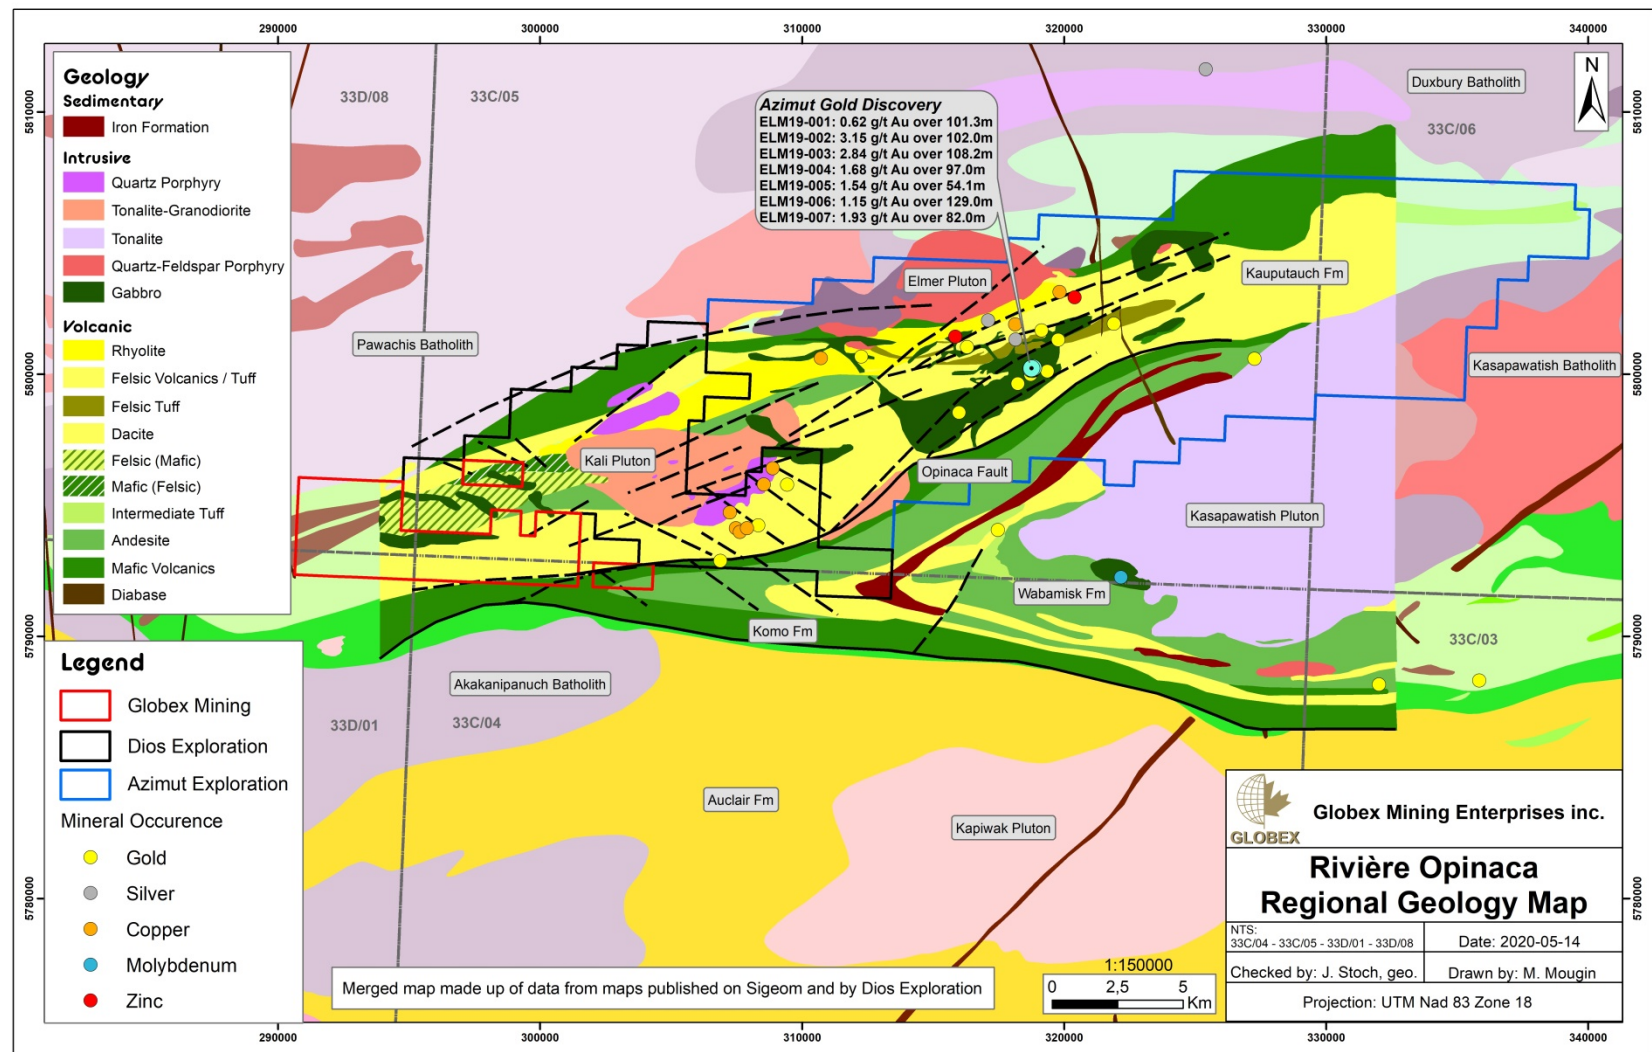 290000
300000
310000
320000
330000
340000
5810000
5800000
5790000
5780000
5810000
5800000
5790000
5780000
290000
300000
310000
320000
330000
340000
Geology
Sedimentary
Iron Formation
Intrusive
Quartz Porphyry
Tonalite-Granodiorite
Tonalite
Quartz-Feldspar Porphyry
Gabbro
Volcanic
Rhyolite
Felsic Volcanics / Tuff
Felsic Tuff
Dacite
Felsic (Mafic)
Mafic (Felsic)
Intermediate Tuff
Andesite
Mafic Volcanics
Diabase
Legend
Globex Mining
Dios Exploration
Azimut Exploration
Mineral Occurence
Gold
Silver
Copper
Molybdenum
Zinc
33D/08
33C/05
33C/06
33C/03
33D/01
33C/04
N
Azimut Gold Discovery
ELM19-001: 0.62 g/t Au over 101.3m
ELM19-002: 3.15 g/t Au over 102.0m
ELM19-003: 2.84 g/t Au over 108.2m
ELM19-004: 1.68 g/t Au over 97.0m
ELM19-005: 1.54 g/t Au over 54.1m
ELM19-006: 1.15 g/t Au over 129.0m
ELM19-007: 1.93 g/t Au over 82.0m
Duxbury Batholith
Elmer Pluton
Kauputauch Fm
Pawachis Batholith
Kasapawatish Batholith
Kali Pluton
Opinaca Fault
Kasapawatish Pluton
Wabamisk Fm
Komo Fm
Akakanipanuch Batholith
Auclair Fm
Kapiwak Pluton
Merged map made up of data from maps published on Sigeom and by Dios Exploration
1:150000
0 2,5 5
Km
GLOBEX
Globex Mining Enterprises inc.
Rivière Opinaca
Regional Geology Map
NTS:
33C/04 - 33C/05 - 33D/01 - 33D/08
Date: 2020-05-14
Checked by: J. Stoch, geo.
Drawn by: M. Mougin
Projection: UTM Nad 83 Zone 18